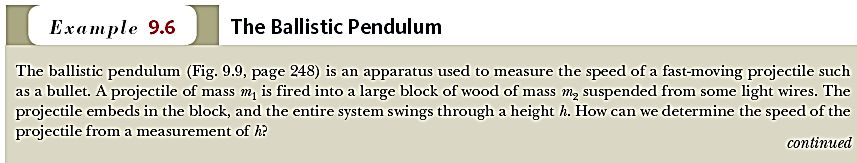 Example 9.6 The Ballistic Pendulum
The ballistic pendulum (Fig. 9.9, page 248) is an apparatus used to measure the speed of a fast-moving projectile such
as a bullet. A projectile of mass m₁ is fired into a large block of wood of mass m₂ suspended from some light wires. The
projectile embeds in the block, and the entire system swings through a height h. How can we determine the speed of the
projectile from a measurement of h?
continued